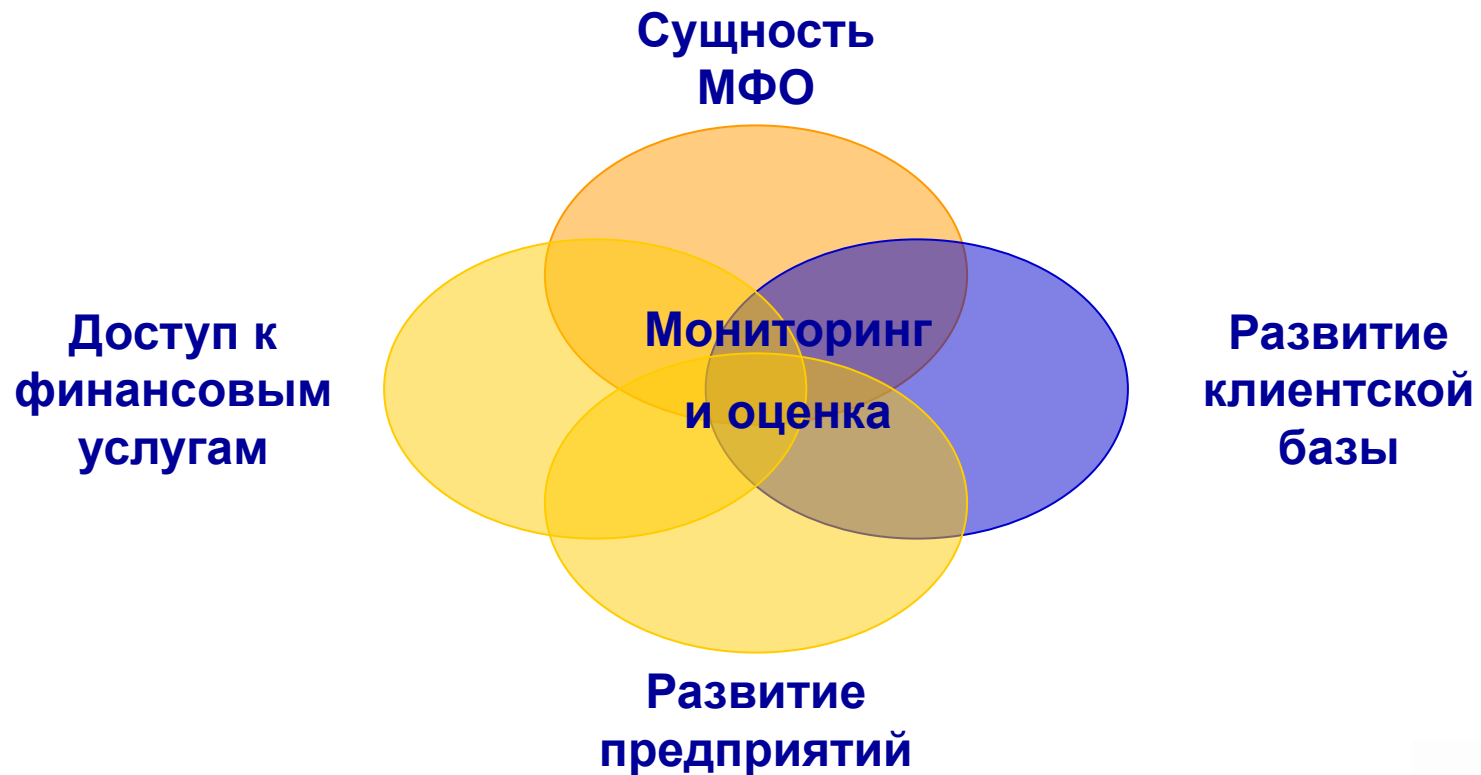 Сущность
МФО
Доступ к
финансовым
услугам
Мониторинг
и оценка
Развитие
клиентской
базы
Развитие
предприятий